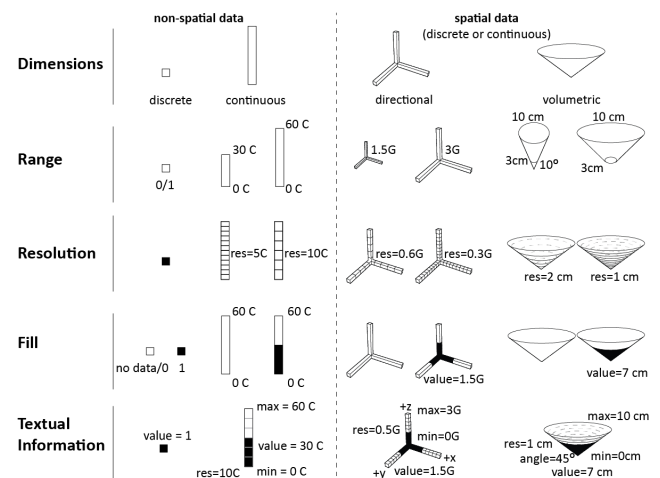 non-spatial data
spatial data
(discrete or continuous)
Dimensions
discrete
continuous
directional
volumetric
Range
0/1
30 C
0 C
60 C
0 C
1.5G
3G
10 cm
3cm
10º
10 cm
3cm
Resolution
res=5C
res=10C
res=0.6G
res=0.3G
res=2 cm
res=1 cm
Fill
no data/0
1
60 C
0 C
60 C
0 C
value=1.5G
value=7 cm
Textual
Information
value = 1
max = 60 C
value = 30 C
res=10C
min = 0 C
+z
max=3G
res=0.5G
min=0G
+x
+y
value=1.5G
max=10 cm
res=1 cm
angle=45º
min=0cm
value=7 cm